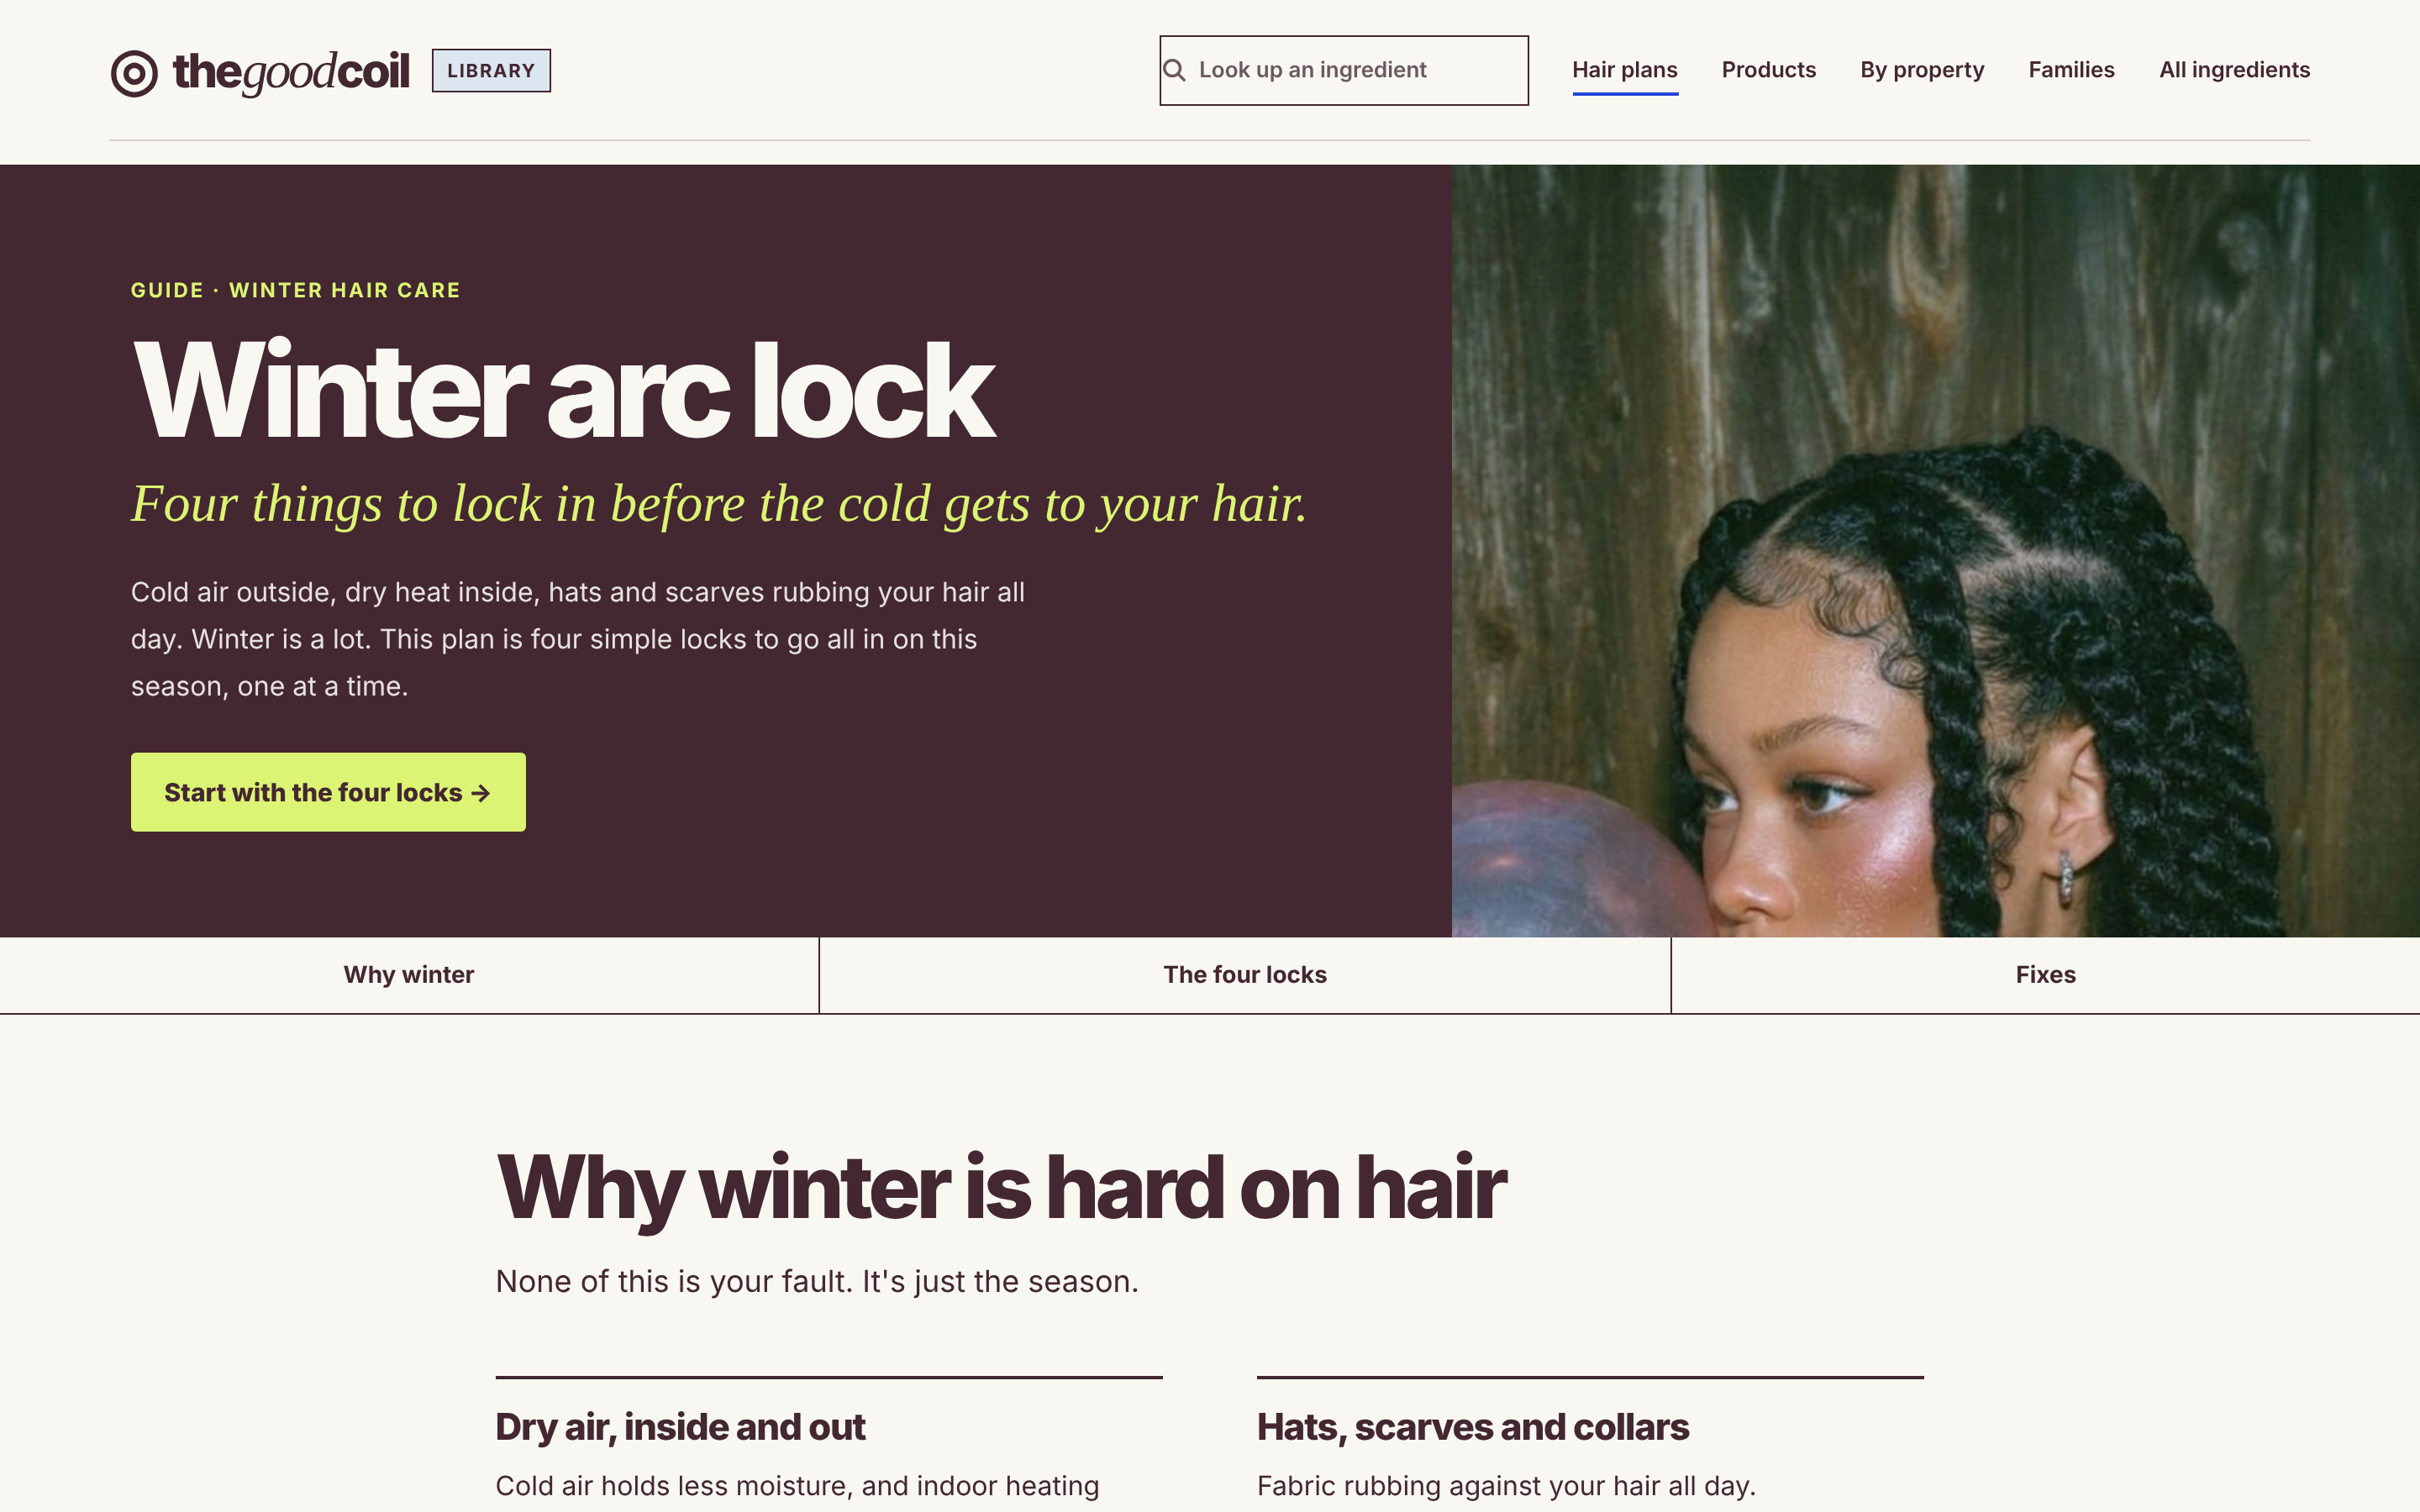 thegoodcoil
LIBRARY
Look up an ingredient
Hair plans
Products
By property
Families
All ingredients
GUIDE · WINTER HAIR CARE
Winter arc lock
Four things to lock in before the cold gets to your hair.
Cold air outside, dry heat inside, hats and scarves rubbing your hair all
day. Winter is a lot. This plan is four simple locks to go all in on this
season, one at a time.
Start with the four locks →
Why winter
The four locks
Fixes
Why winter is hard on hair
None of this is your fault. It's just the season.
Dry air, inside and out
Cold air holds less moisture, and indoor heating
Hats, scarves and collars
Fabric rubbing against your hair all day.